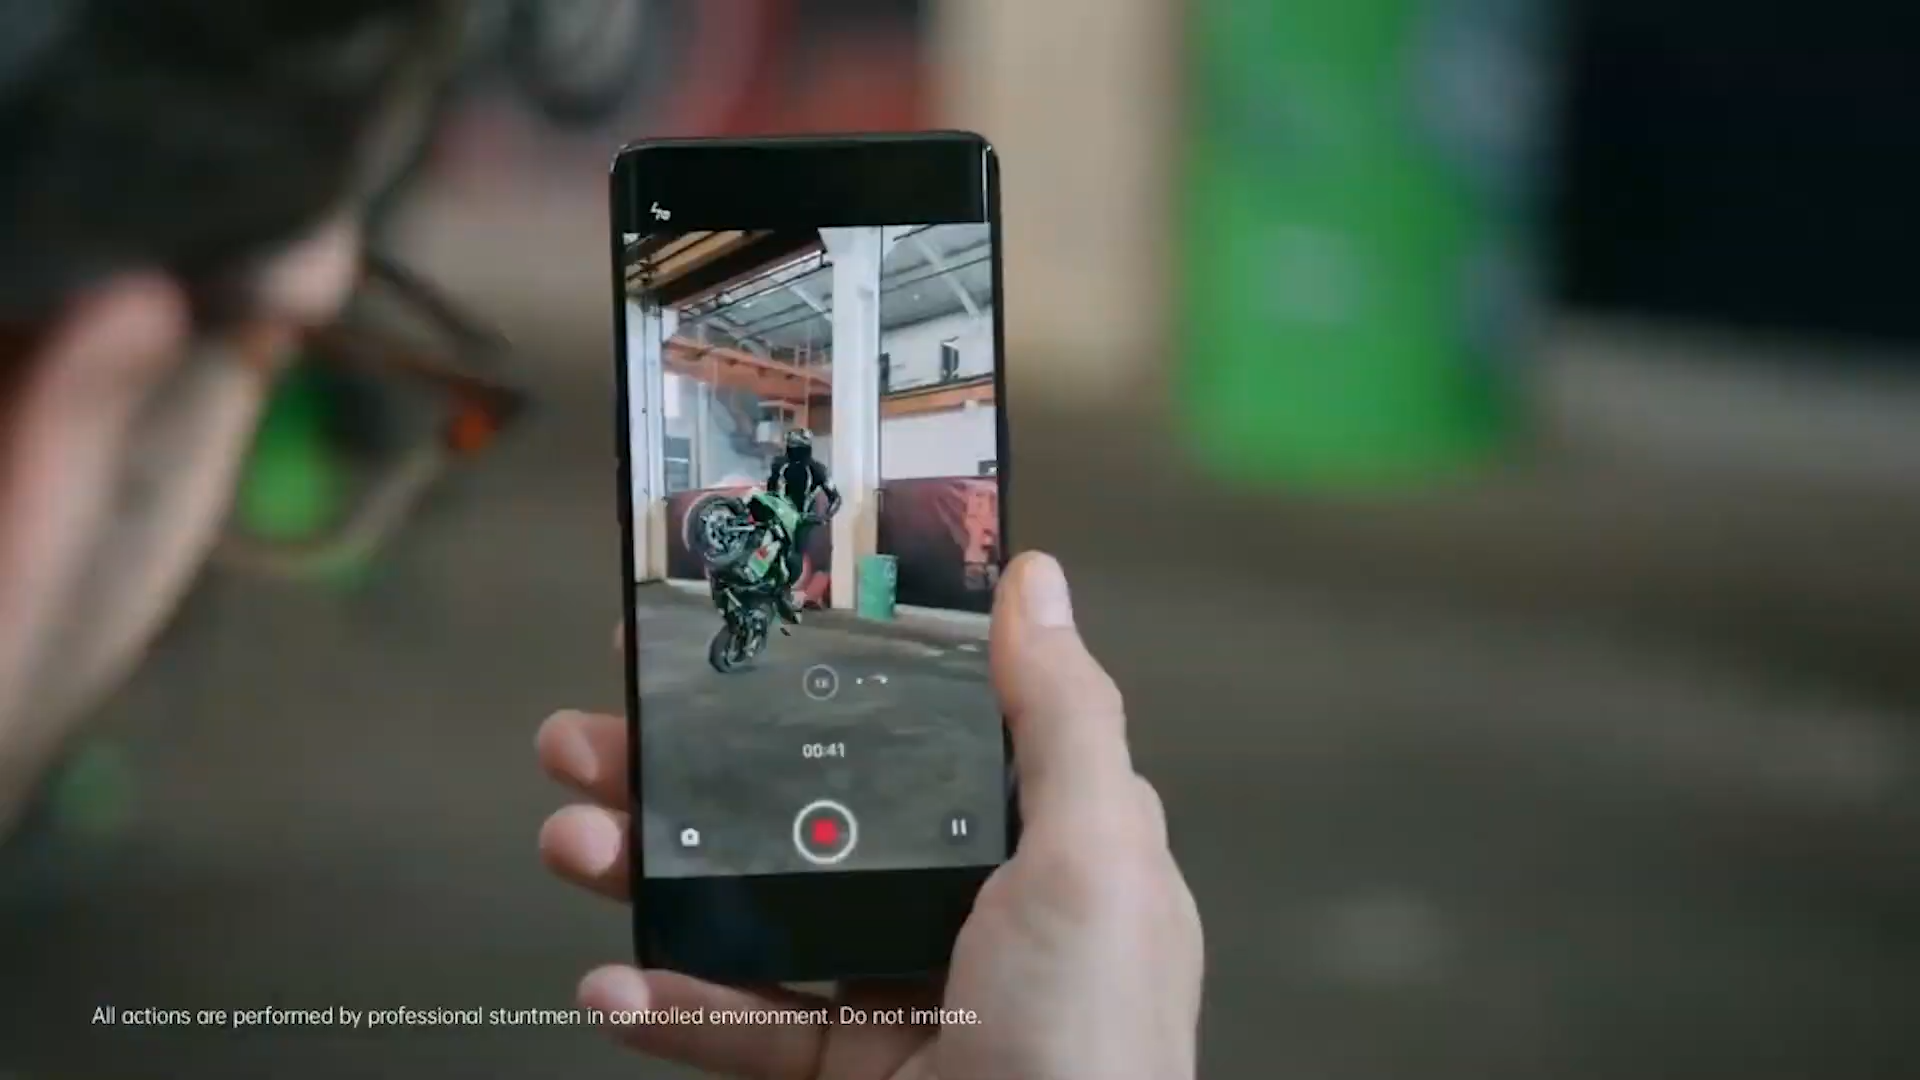 00:41
All actions are performed by professional stuntmen in controlled environment. Do not imitate.